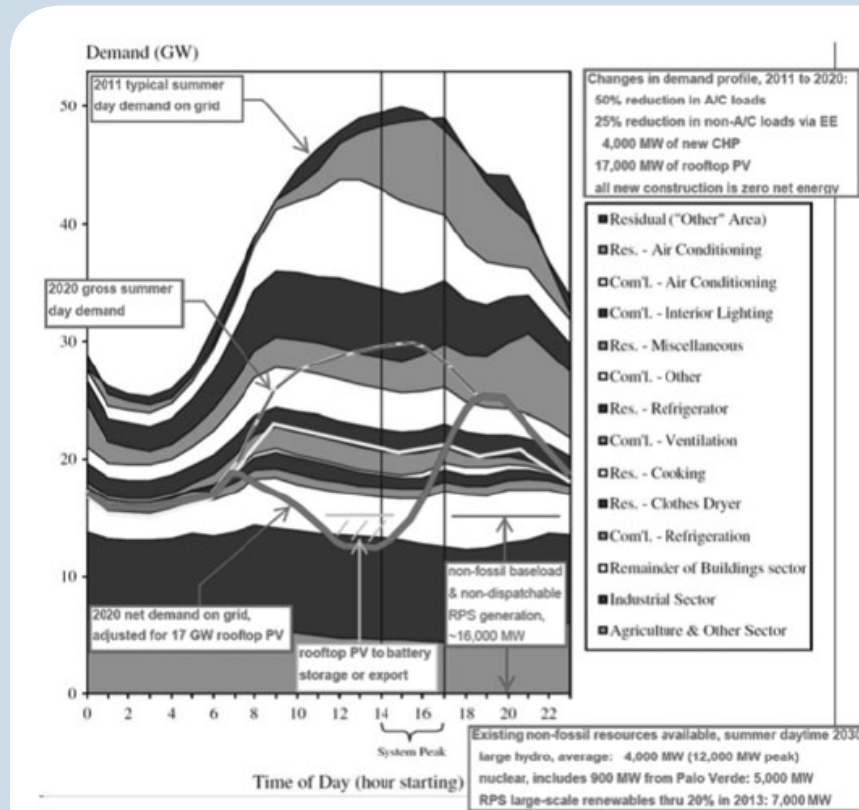 Demand (GW)
2011 typical summer
day demand on grid
Changes in demand profile, 2011 to 2020:
50% reduction in A/C loads
25% reduction in non-A/C loads via EE
4,000 MW of new CHP
17,000 MW of rooftop PV
all new construction is zero net energy
50
40
30
20
10
0
2020 gross summer
day demand
Residual ("Other" Area)
Res. - Air Conditioning
Com'l. - Air Conditioning
Com'l. - Interior Lighting
Res. - Miscellaneous
Com'l. - Other
Res. - Refrigerator
Com'l. - Ventilation
Res. - Cooking
Res. - Clothes Dryer
Com'l. - Refrigeration
Remainder of Buildings sector
Industrial Sector
Agriculture & Other Sector
2020 net demand on grid,
adjusted for 17 GW rooftop PV
rooftop PV to battery
storage or export
non-fossil baseload
& non-dispatchable
RPS generation,
~16,000 MW
0 2 4 6 8 10 12 14 16 18 20 22
System Peak
Time of Day (hour starting)
Existing non-fossil resources available, summer daytime 2030
large hydro, average: 4,000 MW (12,000 MW peak)
nuclear, includes 900 MW from Palo Verde: 5,000 MW
RPS large-scale renewables thru 20% in 2013: 7,000 MW